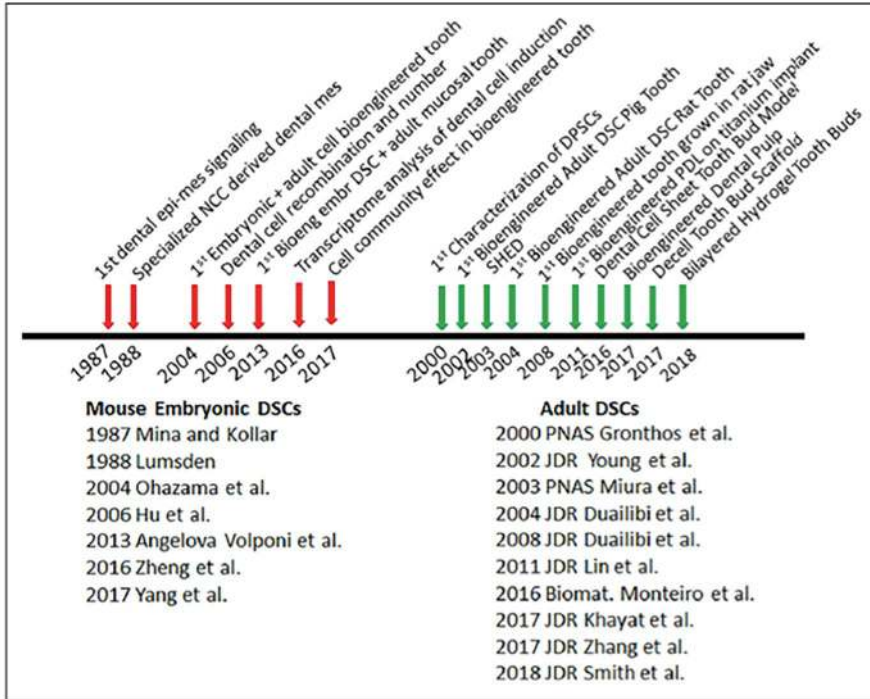 1st dental epi-mes signaling
Specialized NCC derived dental mes
1st Embryonic + adult cell bioengineered tooth
Dental cell recombination and number
1st Bioeng embr DSC + adult mucosal tooth
Transcriptome analysis of dental cell induction
Cell community effect in bioengineered tooth
1st Characterization of DPSCs
1st Bioengineered Adult DSC Pig Tooth
SHED
1st Bioengineered Adult DSC Rat Tooth
1st Bioengineered tooth grown in rat jaw
1st Bioengineered PDL on titanium implant
Dental Cell Sheet Tooth Bud Model
Bioengineered Dental Pulp
Decell Tooth Bud Scaffold
Bilayered Hydrogel Tooth Buds
1987
1988
2004
2006
2013
2016
2017
2000
2002
2003
2004
2008
2011
2016
2017
2017
2018
Mouse Embryonic DSCs
1987 Mina and Kollar
1988 Lumsden
2004 Ohazama et al.
2006 Hu et al.
2013 Angelova Volponi et al.
2016 Zheng et al.
2017 Yang et al.
Adult DSCs
2000 PNAS Gronthos et al.
2002 JDR Young et al.
2003 PNAS Miura et al.
2004 JDR Duailibi et al.
2008 JDR Duailibi et al.
2011 JDR Lin et al.
2016 Biomat. Monteiro et al.
2017 JDR Khayat et al.
2017 JDR Zhang et al.
2018 JDR Smith et al.